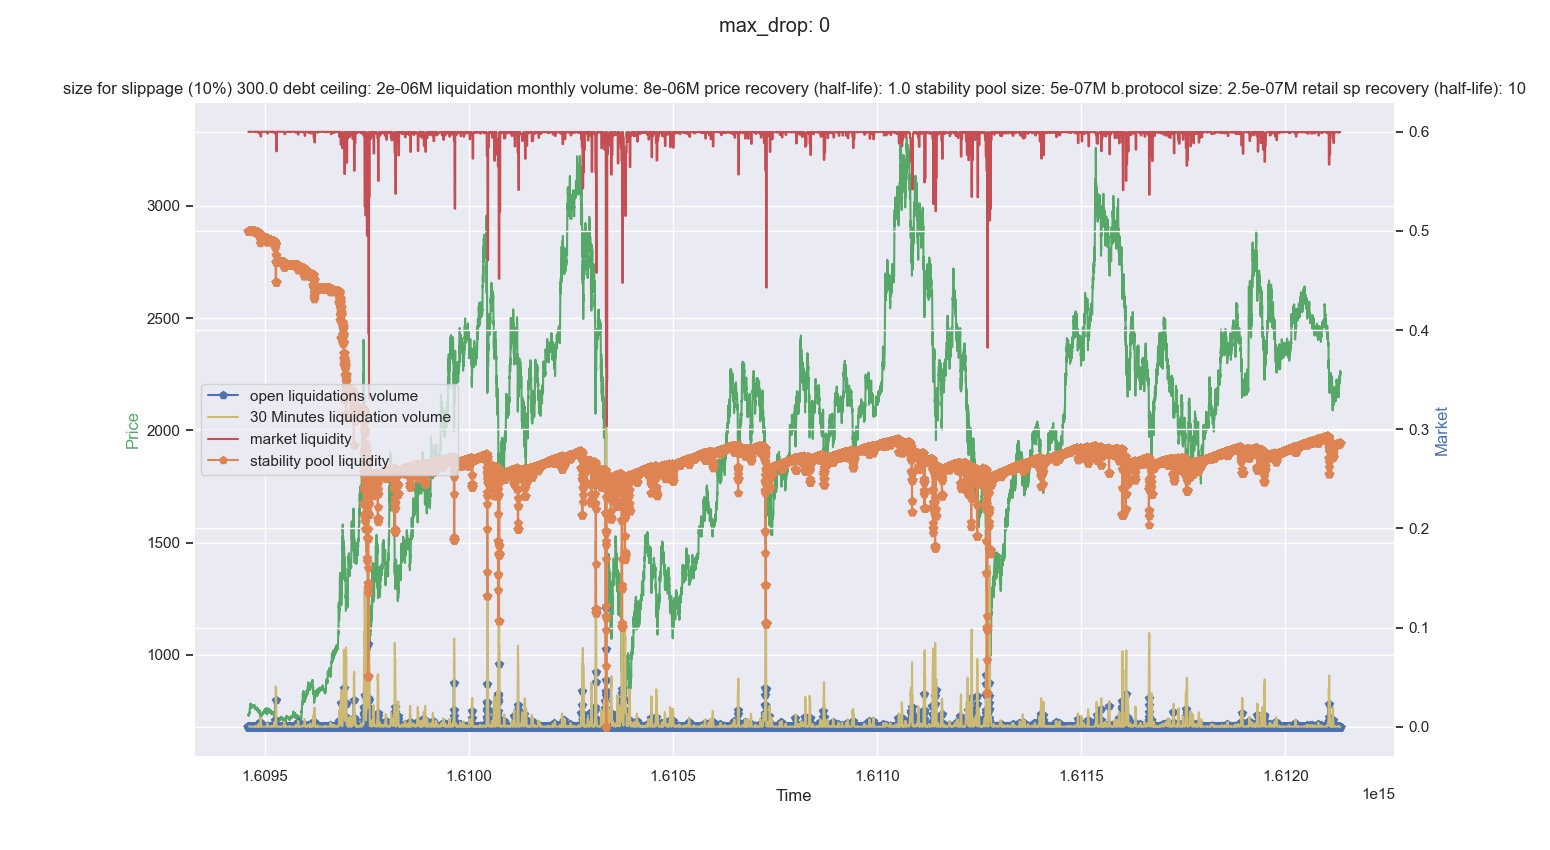 max_drop: 0
size for slippage (10%) 300.0 debt ceiling: 2e-06M liquidation monthly volume: 8e-06M price recovery (half-life): 1.0 stability pool size: 5e-07M b.protocol size: 2.5e-07M retail sp recovery (half-life): 10
3000
2500
2000
1500
1000
Price
open liquidations volume
30 Minutes liquidation volume
market liquidity
stability pool liquidity
0.6
0.5
0.4
0.3
0.2
0.1
0.0
Market
1.6095 1.6100 1.6105 1.6110 1.6115 1.6120
1e15
Time